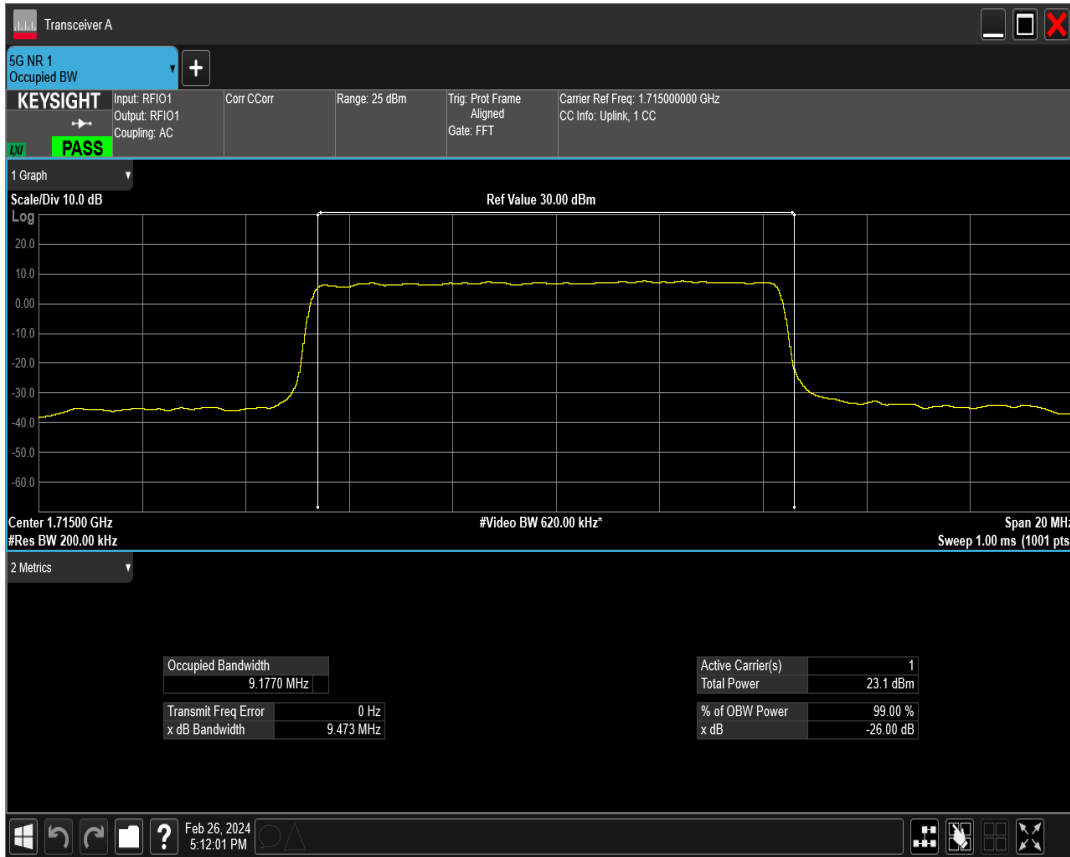 Transceiver A
5G NR 1
Occupied BW
KEYSIGHT
Input: RFIO1
Output: RFIO1
Coupling: AC
Corr CCorr
Range: 25 dBm
Trig: Prot Frame
Aligned
Gate: FFT
Carrier Ref Freq: 1.715000000 GHz
CC Info: Uplink, 1 CC
LXI
PASS
1 Graph
Scale/Div 10.0 dB
Ref Value 30.00 dBm
Log
20.0
10.0
0.00
-10.0
-20.0
-30.0
-40.0
-50.0
-60.0
Center 1.71500 GHz
#Video BW 620.00 kHz*
Span 20 MHz
#Res BW 200.00 kHz
Sweep 1.00 ms (1001 pts
2 Metrics
Occupied Bandwidth
9.1770 MHz
Transmit Freq Error 0 Hz
x dB Bandwidth 9.473 MHz
Active Carrier(s) 1
Total Power 23.1 dBm
% of OBW Power 99.00 %
x dB -26.00 dB
Feb 26, 2024
5:12:01 PM